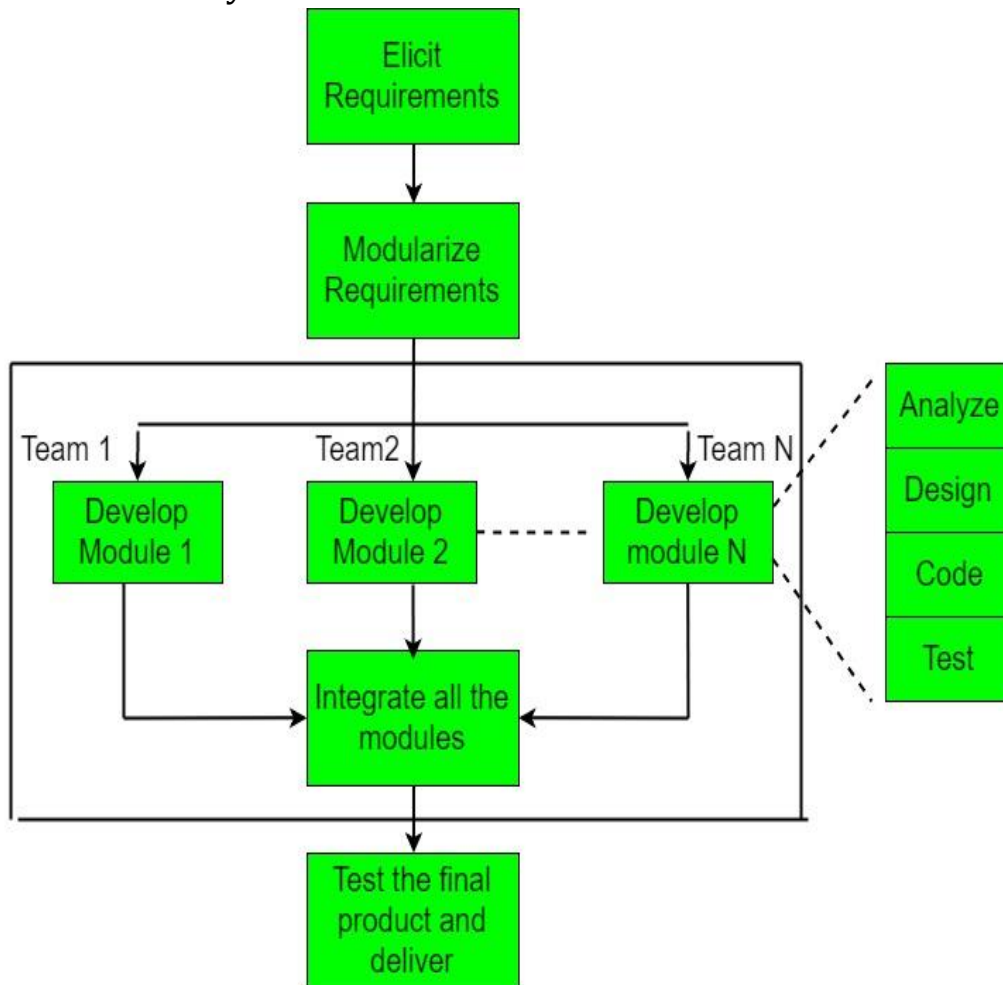 Elicit
Requirements
Modularize
Requirements
Team 1
Team2
Team N
Develop
Module 1
Develop
Module 2
Develop
module N
Analyze
Design
Code
Test
Integrate all the
modules
Test the final
product and
deliver